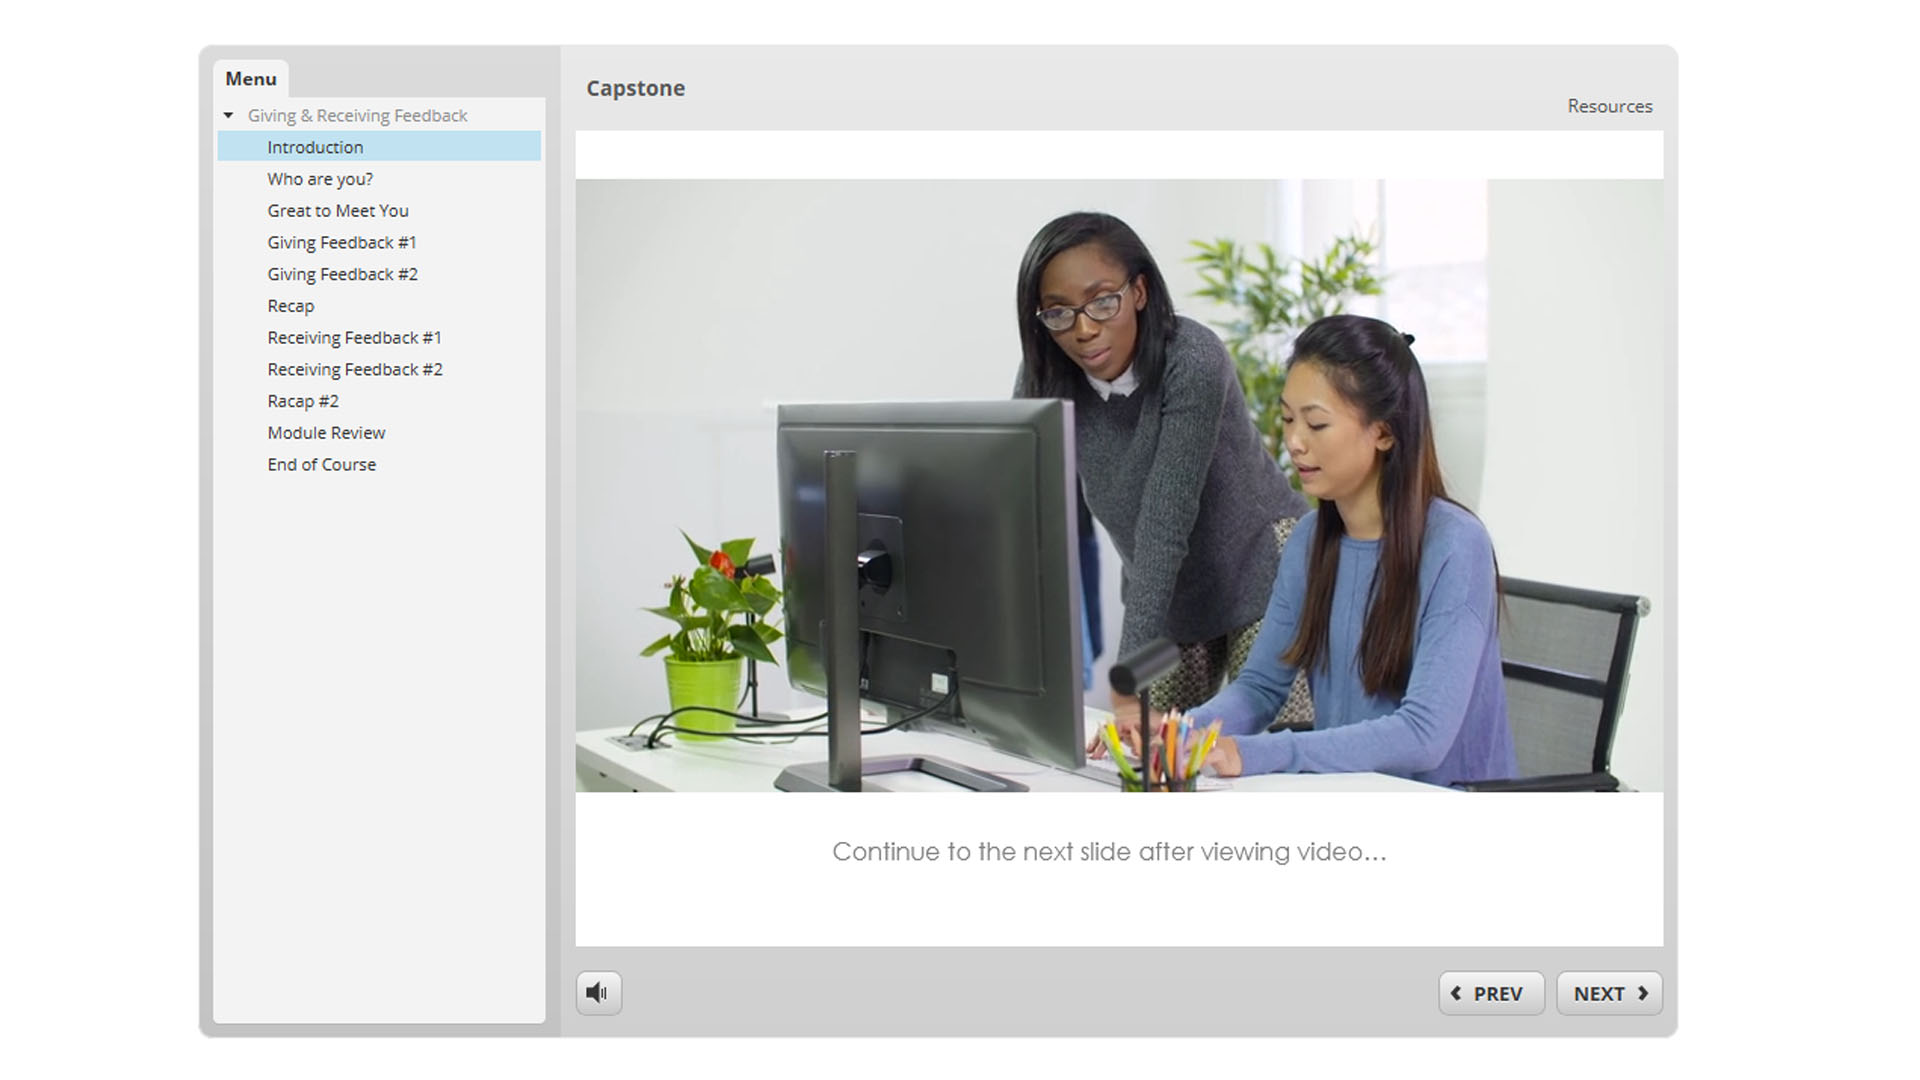 Menu
Giving & Receiving Feedback
Introduction
Who are you?
Great to Meet You
Giving Feedback #1
Giving Feedback #2
Recap
Receiving Feedback #1
Receiving Feedback #2
Racap #2
Module Review
End of Course
Capstone
Resources
Continue to the next slide after viewing video...
PREV
NEXT